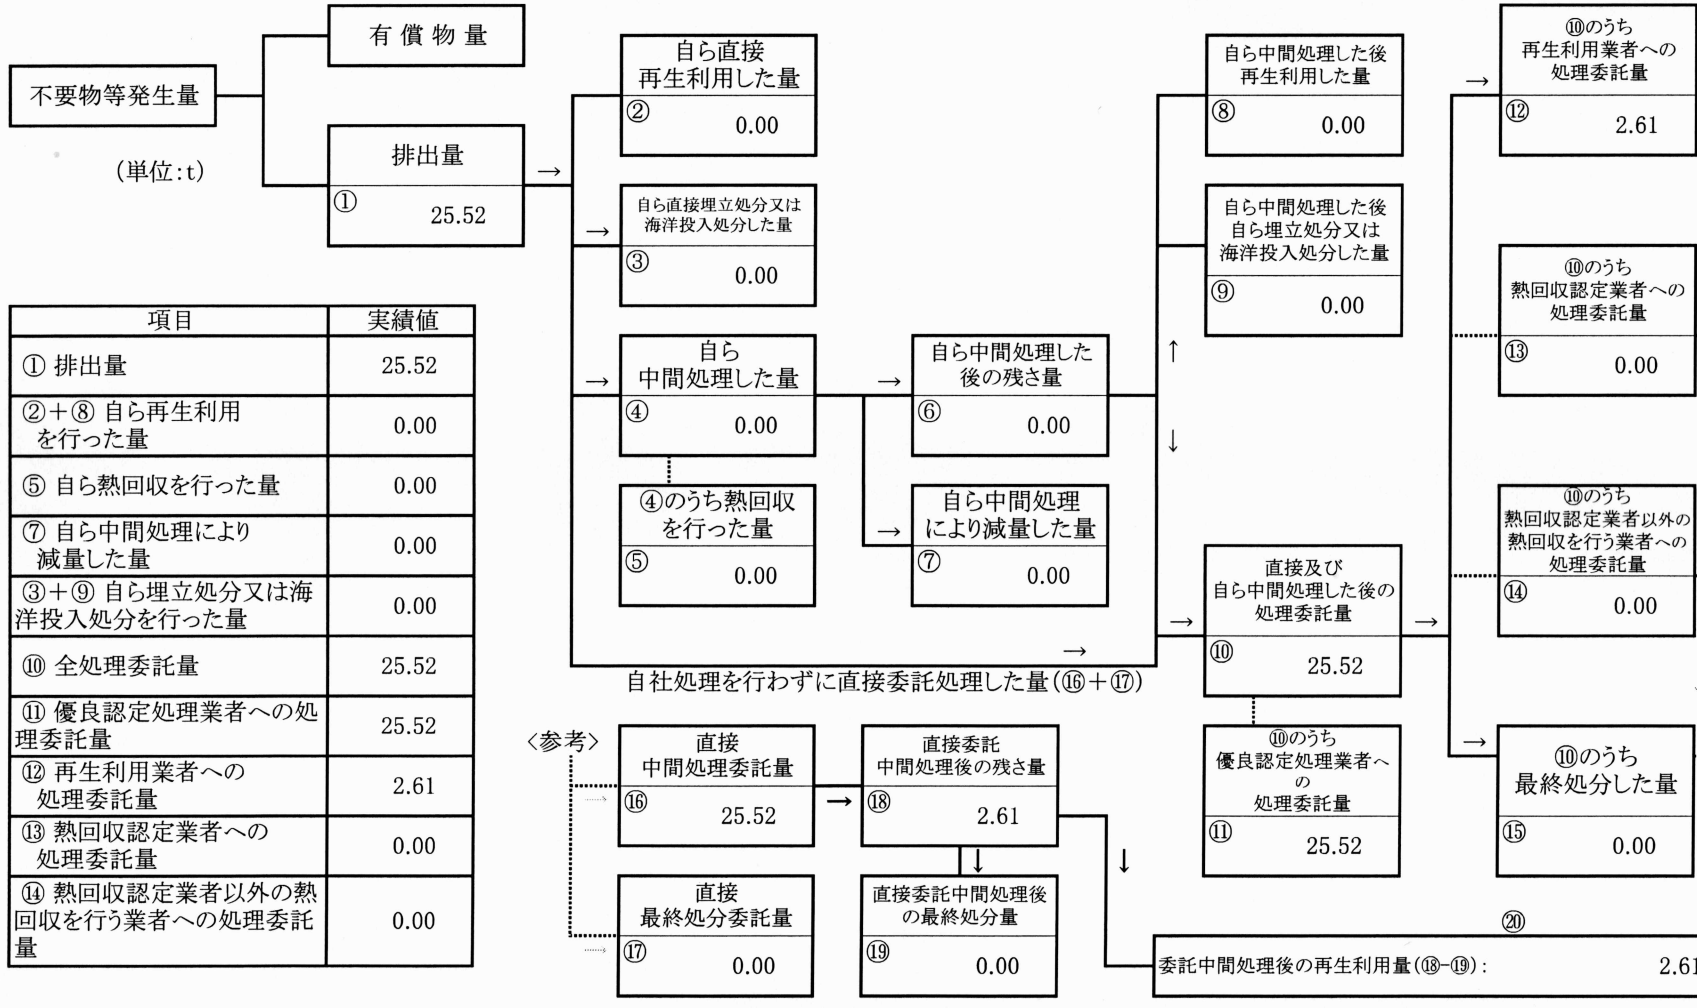 不要物等発生量
(単位:t)
有償物量
排出量
①
25.52
→
自ら直接
再生利用した量
②
0.00
→
自ら直接埋立処分又は
海洋投入処分した量
③
0.00
→
自ら
中間処理した量
④
0.00
④のうち熱回収
を行った量
⑤
0.00
→
自ら中間処理した
後の残さ量
⑥
0.00
→
自ら中間処理
により減量した量
⑦
0.00
自ら中間処理した後
再生利用した量
⑧
0.00
自ら中間処理した後
自ら埋立処分又は
海洋投入処分した量
⑨
0.00
↑
↓
→
自社処理を行わずに直接委託処理した量(⑯+⑰)
→
直接及び
自ら中間処理した後の
処理委託量
⑩
25.52
⑩のうち
優良認定処理業者へ
の
処理委託量
⑪
25.52
→
→
⑩のうち
再生利用業者への
処理委託量
⑫
2.61
⑩のうち
熱回収認定業者への
処理委託量
⑬
0.00
⑩のうち
熱回収認定業者以外の
熱回収を行う業者への
処理委託量
⑭
0.00
→
⑩のうち
最終処分した量
⑮
0.00
項目 実績値
① 排出量 25.52
②+⑧ 自ら再生利用
を行った量 0.00
⑤ 自ら熱回収を行った量 0.00
⑦ 自ら中間処理により
減量した量 0.00
③+⑨ 自ら埋立処分又は海
洋投入処分を行った量 0.00
⑩ 全処理委託量 25.52
⑪ 優良認定処理業者への処
理委託量 25.52
⑫ 再生利用業者への
処理委託量 2.61
⑬ 熱回収認定業者への
処理委託量 0.00
⑭ 熱回収認定業者以外の熱
回収を行う業者への処理委託
量 0.00
〈参考〉
→
直接
中間処理委託量
⑯
25.52
→
直接委託
中間処理後の残さ量
⑱
2.61
→
直接
最終処分委託量
⑰
0.00
↓
直接委託中間処理後
の最終処分量
⑲
0.00
↓
⑳
委託中間処理後の再生利用量(⑱-⑲): 2.61